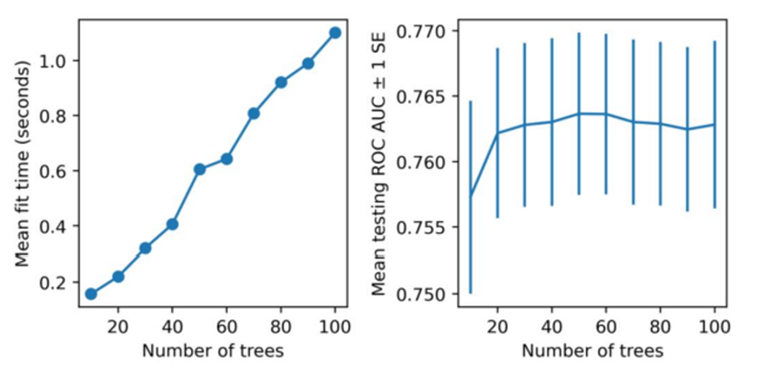 Mean fit time (seconds)
1.0
0.8
0.6
0.4
0.2
20 40 60 80 100
Number of trees
Mean testing ROC AUC ± 1 SE
0.770
0.765
0.760
0.755
0.750
20 40 60 80 100
Number of trees